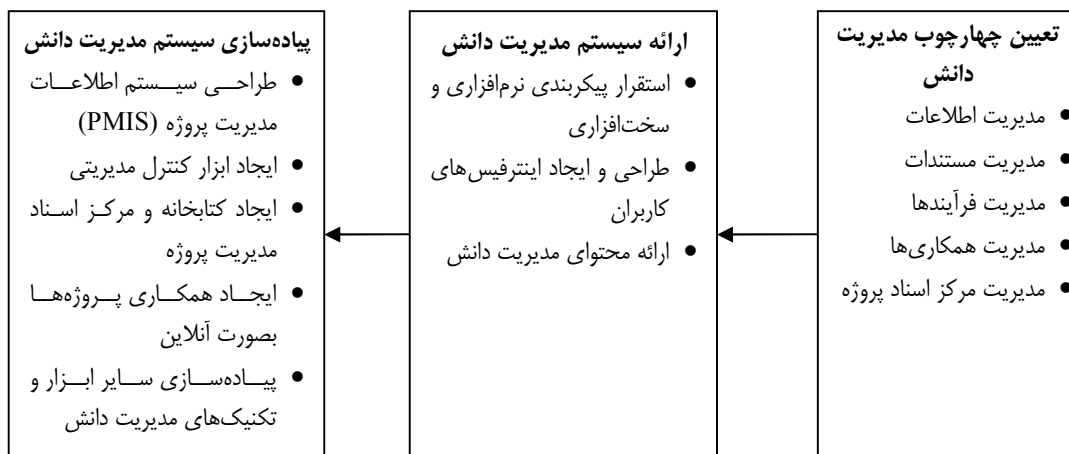 تعیین چهارچوب مدیریت
دانش
● مدیریت اطلاعات
● مدیریت مستندات
● مدیریت فرآیندها
● مدیریت همکاری‌ها
● مدیریت مرکز اسناد پروژه
ارائه سیستم مدیریت دانش
● استقرار پیکربندی نرم‌افزاری و
سخت‌افزاری
● طراحی و ایجاد اینترفیس‌های
کاربران
● ارائه محتوای مدیریت دانش
پیاده‌سازی سیستم مدیریت دانش
● طراحی سیستم اطلاعات
مدیریت پروژه (PMIS)
● ایجاد ابزار کنترل مدیریتی
● ایجاد کتابخانه و مرکز اسناد
مدیریت پروژه
● ایجاد همکاری پروژه‌ها
بصورت آنلاین
● پیاده‌سازی سایر ابزار و
تکنیک‌های مدیریت دانش